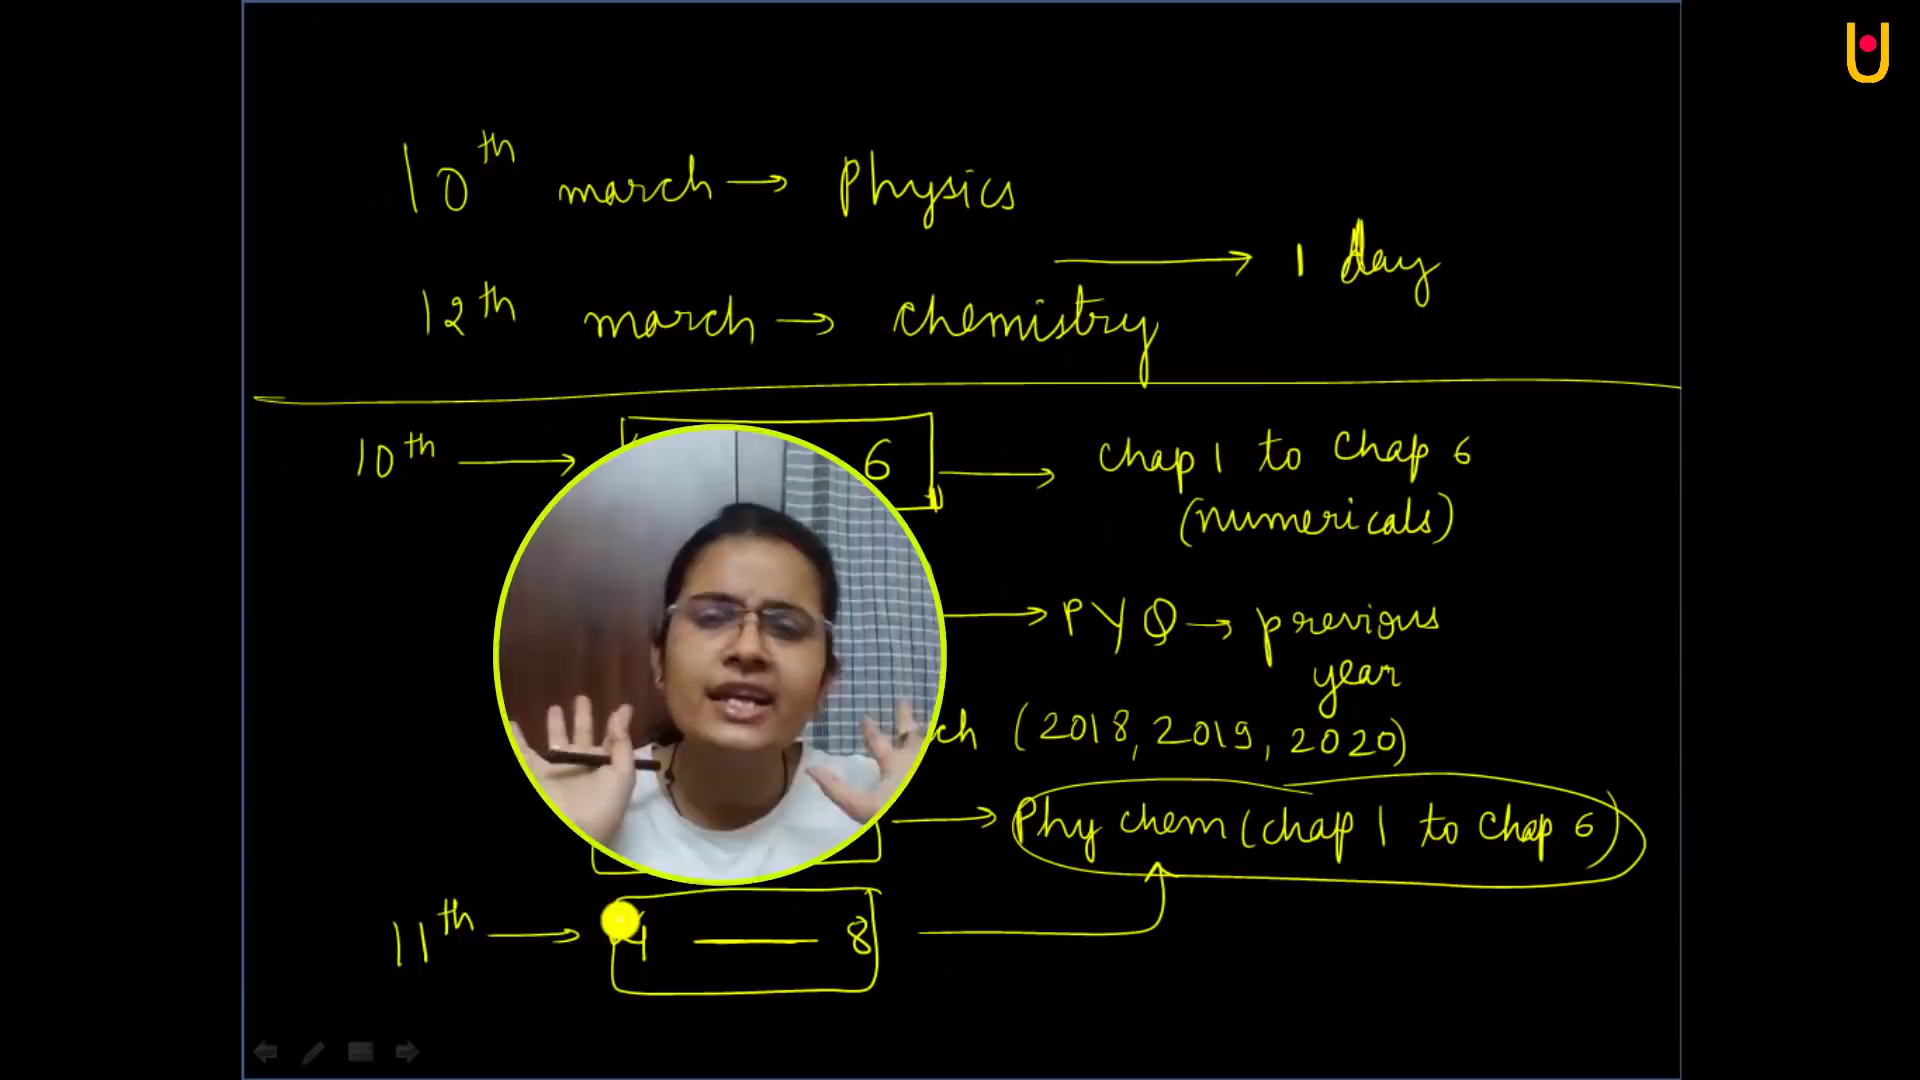 10th march → Physics
→ 1 day
12th march → chemistry
10th → 6 → chap 1 to chap 6
(numericals)
→ PYQ → previous
year
(2018, 2019, 2020)
→ Phy chem (chap 1 to chap 6)
11th → 4 — 8